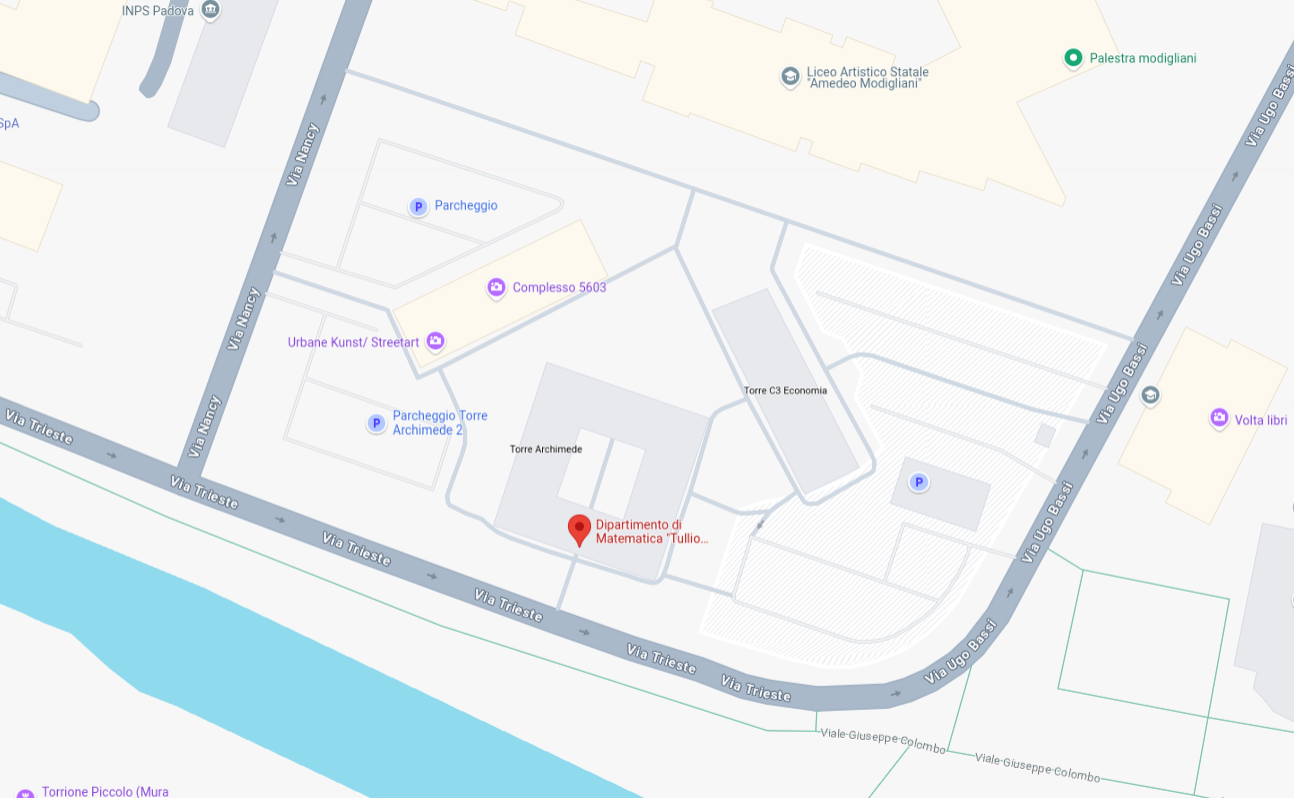 INPS Padova
Liceo Artistico Statale
"Amedeo Modigliani"
Palestra modigliani
Via Ugo Bassi
SpA
Via Nancy
Parcheggio
Via Ugo Bassi
Complesso 5603
Via Nancy
Urbane Kunst/ Streetart
Via Ugo Bassi
Torre C3 Economia
Parcheggio Torre
Archimede 2
Volta libri
Via Trieste
Via Nancy
Torre Archimede
P
P
P
Via Trieste
Via Ugo Bassi
Dipartimento di
Matematica "Tullio...
Via Trieste
Via Trieste
Via Trieste
Via Ugo Bassi
Via Trieste
Viale Giuseppe Colombo
Viale Giuseppe Colombo
Torrione Piccolo (Mura